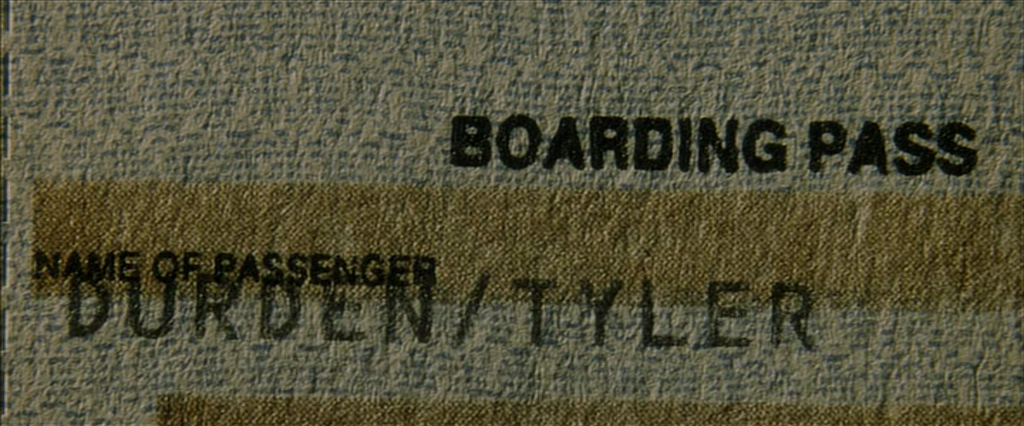 BOARDING PASS
NAME OF PASSENGER
DURDEN/TYLER